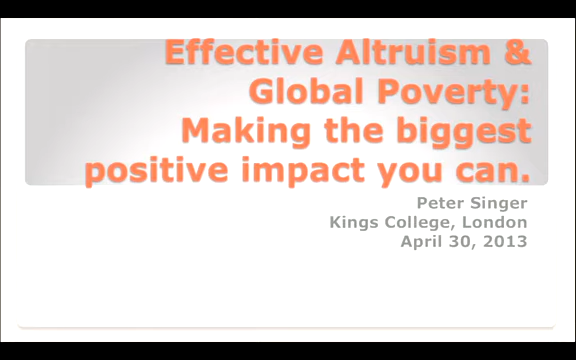 Effective Altruism &
Global Poverty:
Making the biggest
positive impact you can.
Peter Singer
Kings College, London
April 30, 2013